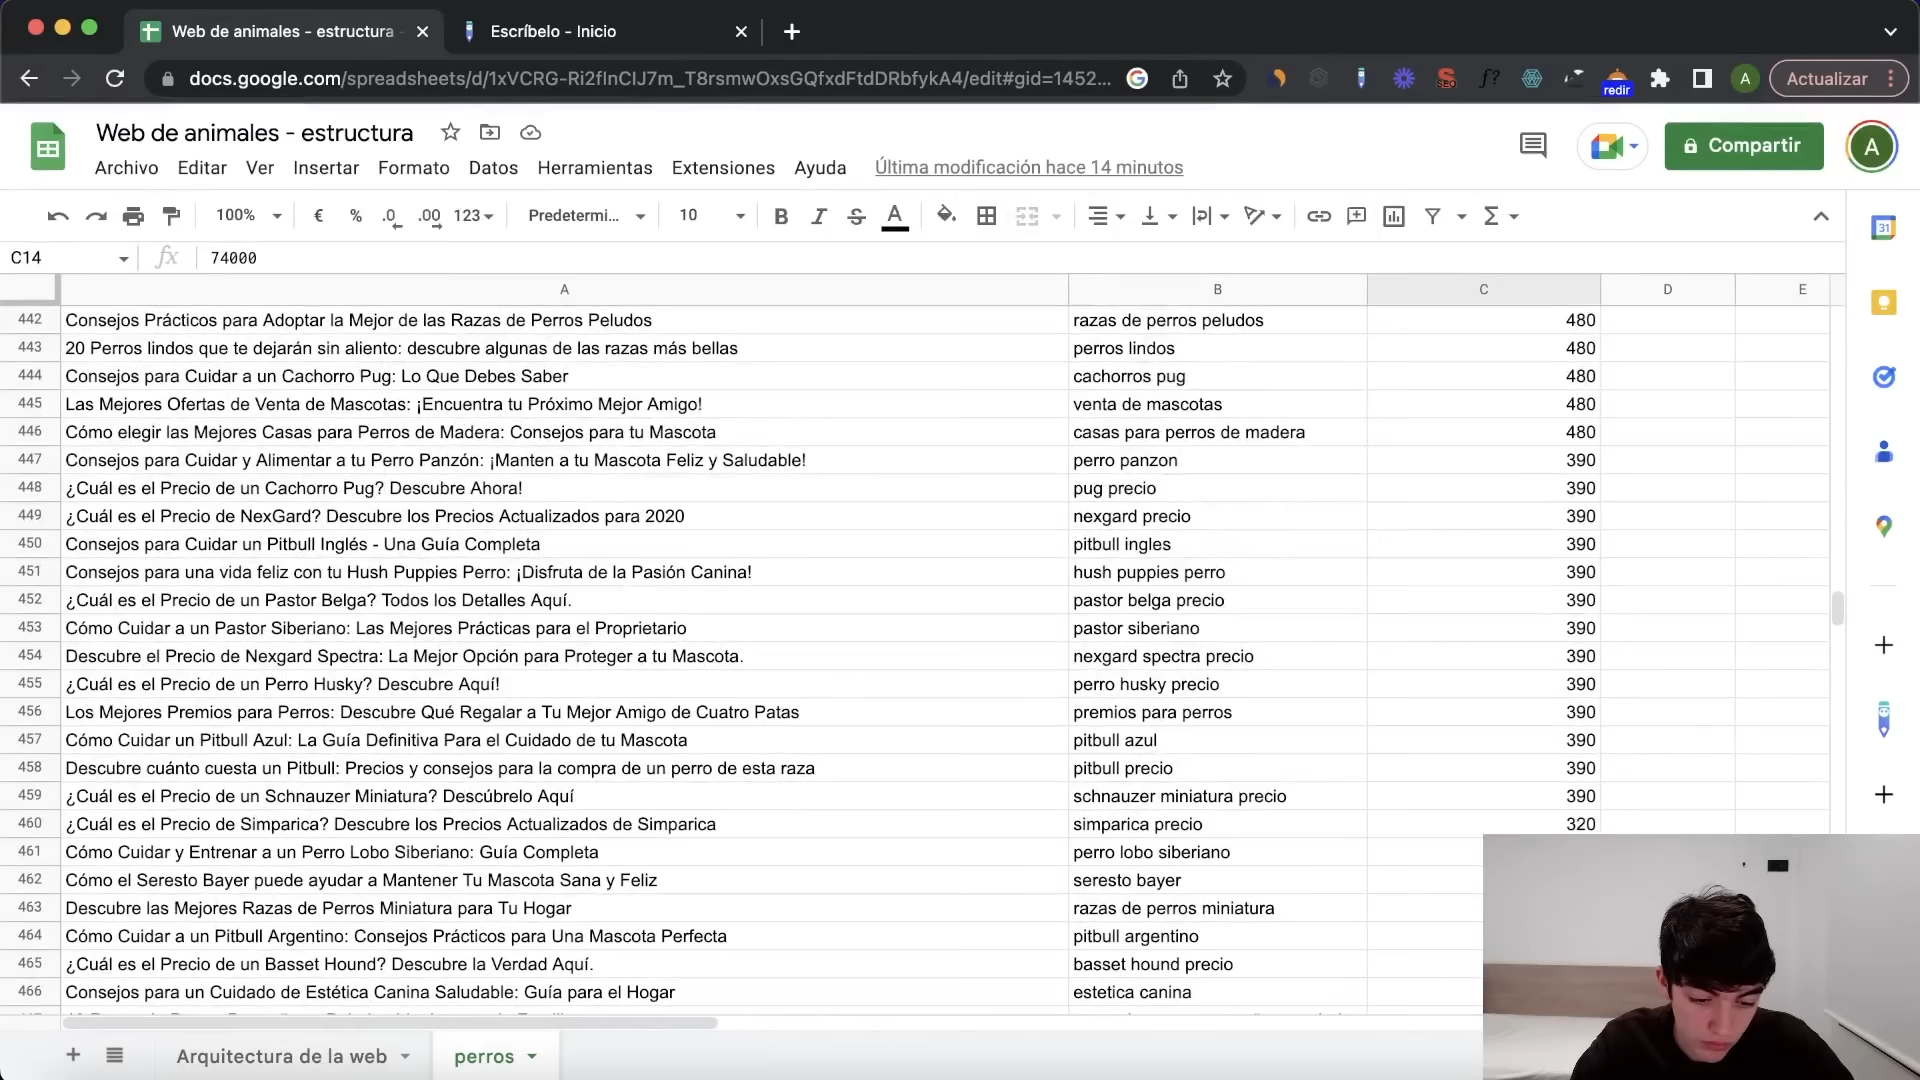 Web de animales - estructura
Escríbelo - Inicio
docs.google.com/spreadsheets/d/1xVCRG-Ri2flnCIJ7m_T8rsmwOxsGQfxdFtdDRbfykA4/edit#gid=1452...
SEO
f?
redir
A
Actualizar
Web de animales - estructura
Compartir
A
Archivo Editar Ver Insertar Formato Datos Herramientas Extensiones Ayuda Última modificación hace 14 minutos
100% € % .0 .00 123 Predetermi... 10 B I S A
31
C14 fx 74000
A B C D E
442 Consejos Prácticos para Adoptar la Mejor de las Razas de Perros Peludos razas de perros peludos 480
443 20 Perros lindos que te dejarán sin aliento: descubre algunas de las razas más bellas perros lindos 480
444 Consejos para Cuidar a un Cachorro Pug: Lo Que Debes Saber cachorros pug 480
445 Las Mejores Ofertas de Venta de Mascotas: ¡Encuentra tu Próximo Mejor Amigo! venta de mascotas 480
446 Cómo elegir las Mejores Casas para Perros de Madera: Consejos para tu Mascota casas para perros de madera 480
447 Consejos para Cuidar y Alimentar a tu Perro Panzón: ¡Manten a tu Mascota Feliz y Saludable! perro panzon 390
448 ¿Cuál es el Precio de un Cachorro Pug? Descubre Ahora! pug precio 390
449 ¿Cuál es el Precio de NexGard? Descubre los Precios Actualizados para 2020 nexgard precio 390
450 Consejos para Cuidar un Pitbull Inglés - Una Guía Completa pitbull ingles 390
451 Consejos para una vida feliz con tu Hush Puppies Perro: ¡Disfruta de la Pasión Canina! hush puppies perro 390
452 ¿Cuál es el Precio de un Pastor Belga? Todos los Detalles Aquí. pastor belga precio 390
453 Cómo Cuidar a un Pastor Siberiano: Las Mejores Prácticas para el Proprietario pastor siberiano 390
454 Descubre el Precio de Nexgard Spectra: La Mejor Opción para Proteger a tu Mascota. nexgard spectra precio 390
455 ¿Cuál es el Precio de un Perro Husky? Descubre Aquí! perro husky precio 390
456 Los Mejores Premios para Perros: Descubre Qué Regalar a Tu Mejor Amigo de Cuatro Patas premios para perros 390
457 Cómo Cuidar un Pitbull Azul: La Guía Definitiva Para el Cuidado de tu Mascota pitbull azul 390
458 Descubre cuánto cuesta un Pitbull: Precios y consejos para la compra de un perro de esta raza pitbull precio 390
459 ¿Cuál es el Precio de un Schnauzer Miniatura? Descúbrelo Aquí schnauzer miniatura precio 390
460 ¿Cuál es el Precio de Simparica? Descubre los Precios Actualizados de Simparica simparica precio 320
461 Cómo Cuidar y Entrenar a un Perro Lobo Siberiano: Guía Completa perro lobo siberiano
462 Cómo el Seresto Bayer puede ayudar a Mantener Tu Mascota Sana y Feliz seresto bayer
463 Descubre las Mejores Razas de Perros Miniatura para Tu Hogar razas de perros miniatura
464 Cómo Cuidar a un Pitbull Argentino: Consejos Prácticos para Una Mascota Perfecta pitbull argentino
465 ¿Cuál es el Precio de un Basset Hound? Descubre la Verdad Aquí. basset hound precio
466 Consejos para un Cuidado de Estética Canina Saludable: Guía para el Hogar estetica canina
Arquitectura de la web perros